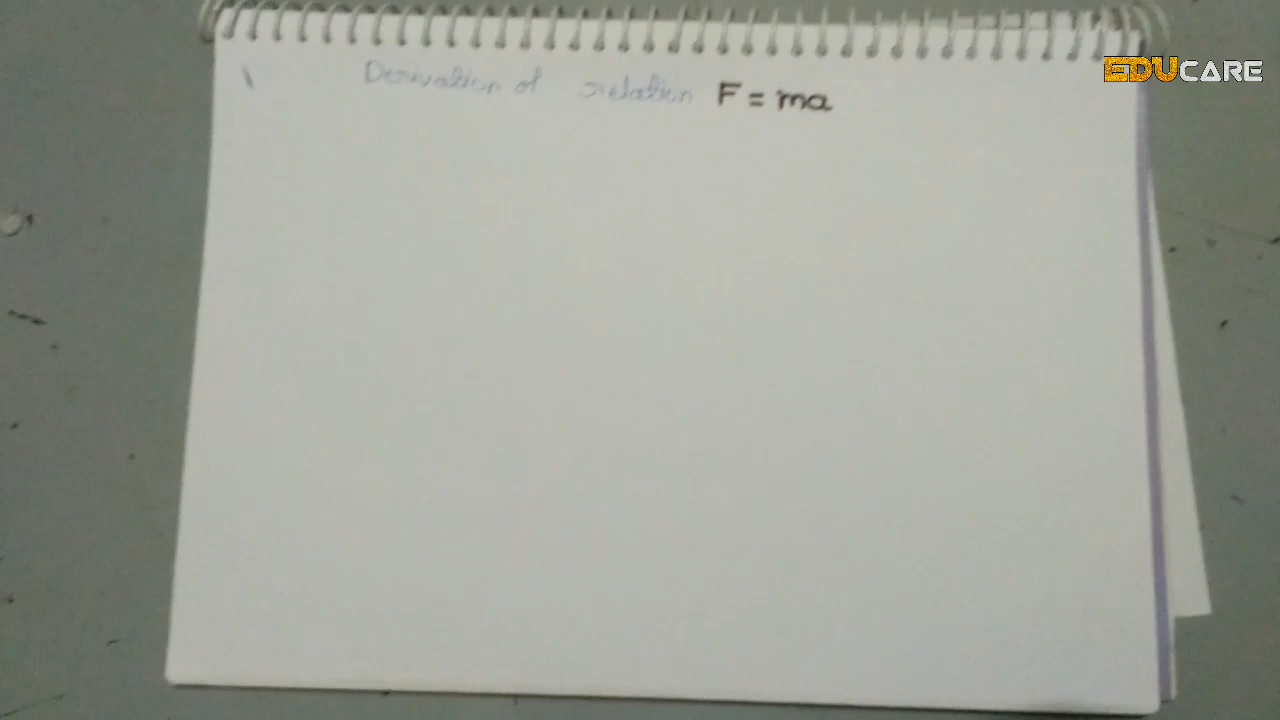 EDUCARE
Derivation of relation F = ma